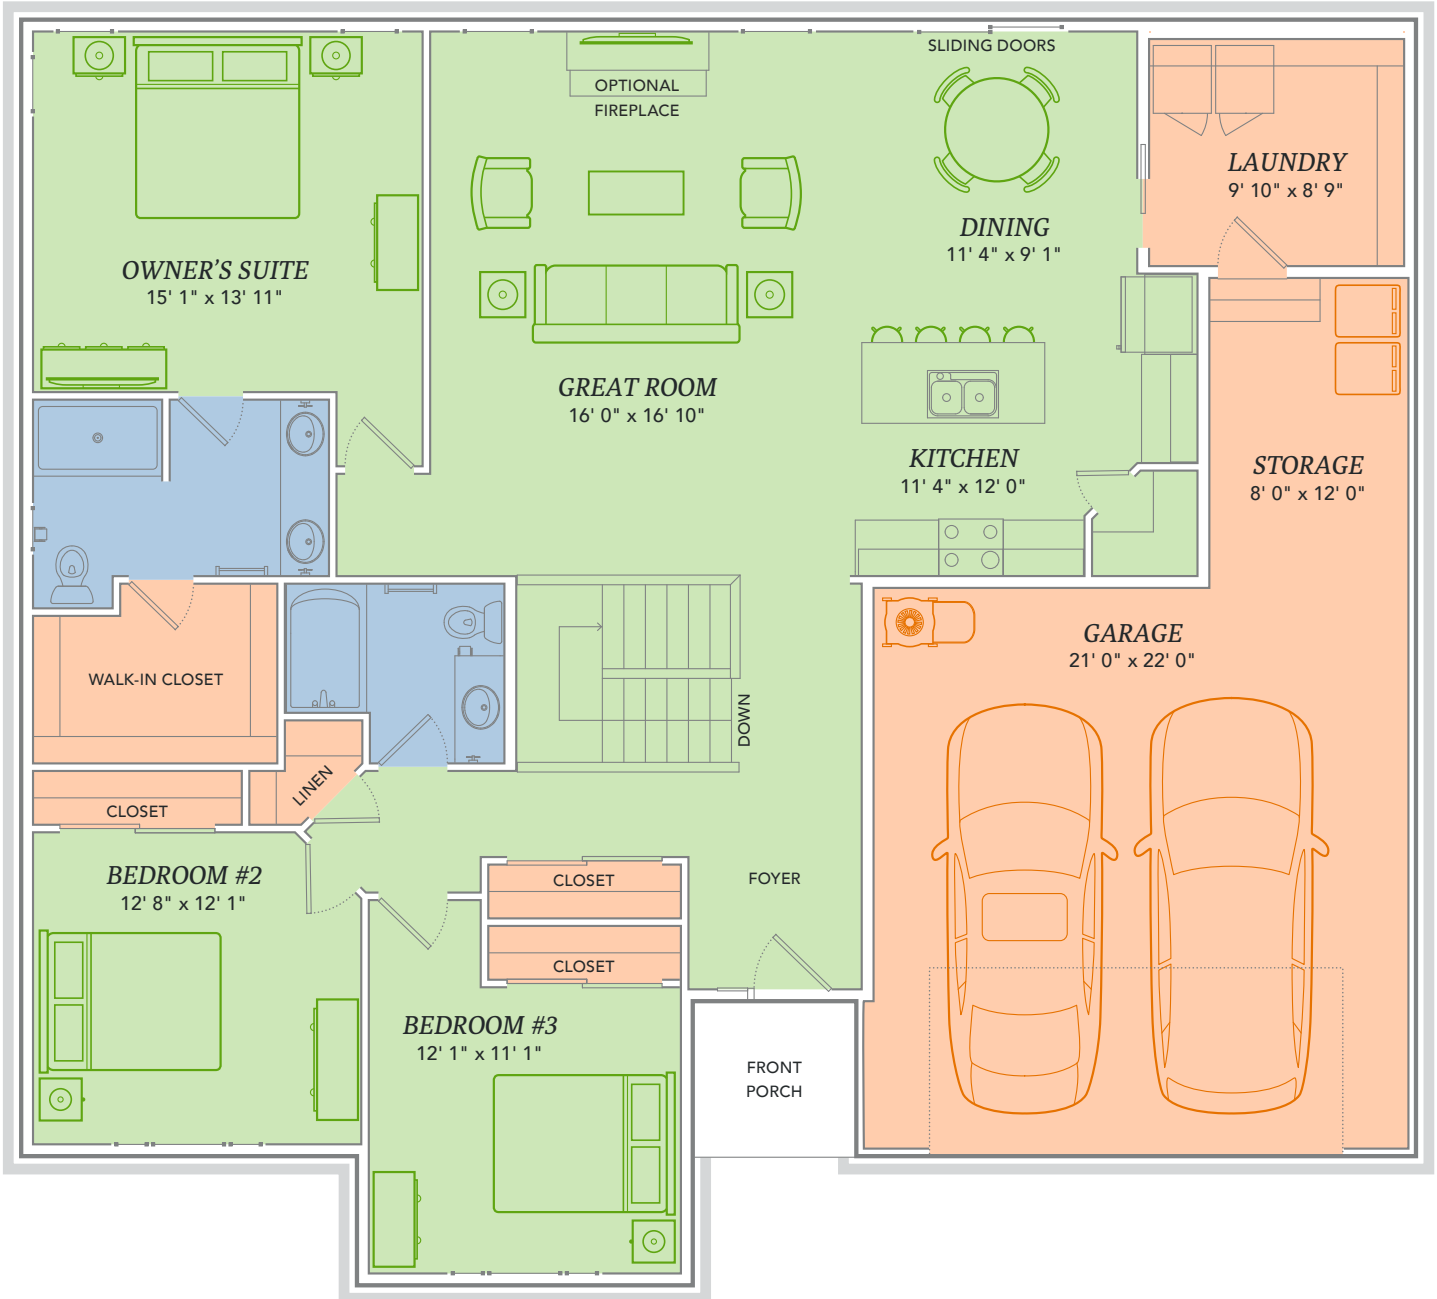 SLIDING DOORS
OPTIONAL
FIREPLACE
LAUNDRY
9' 10" x 8' 9"
DINING
11' 4" x 9' 1"
OWNER’S SUITE
15' 1" x 13' 11"
GREAT ROOM
16' 0" x 16' 10"
KITCHEN
11' 4" x 12' 0"
STORAGE
8' 0" x 12' 0"
GARAGE
21' 0" x 22' 0"
WALK-IN CLOSET
DOWN
LINEN
CLOSET
BEDROOM #2
12' 8" x 12' 1"
CLOSET
FOYER
CLOSET
BEDROOM #3
12' 1" x 11' 1"
FRONT
PORCH